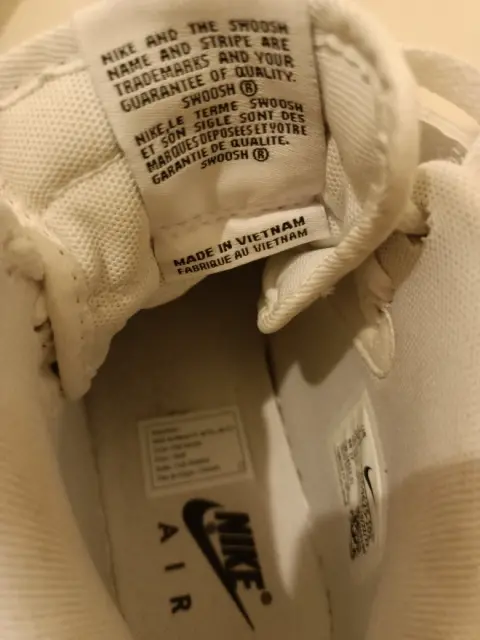 NIKE AND THE SWOOSH
NAME AND STRIPE ARE
TRADEMARKS AND YOUR
GUARANTEE OF QUALITY.
SWOOSH ®
NIKE, LE TERME SWOOSH
ET SON SIGLE SONT DES
MARQUES DEPOSEES ET VOTRE
GARANTIE DE QUALITE.
SWOOSH ®
MADE IN VIETNAM
FABRIQUE AU VIETNAM
NIKE®
AIR